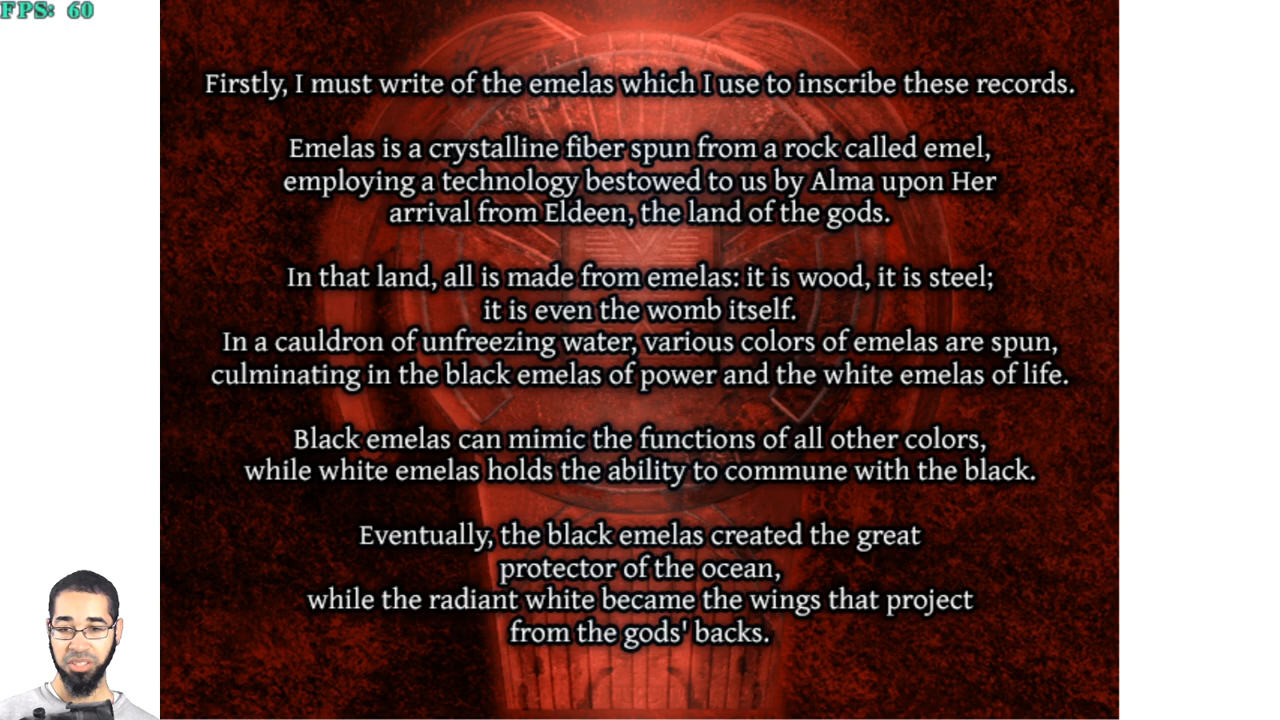 FPS: 60
Firstly, I must write of the emelas which I use to inscribe these records.
Emelas is a crystalline fiber spun from a rock called emel,
employing a technology bestowed to us by Alma upon Her
arrival from Eldeen, the land of the gods.
In that land, all is made from emelas: it is wood, it is steel;
it is even the womb itself.
In a cauldron of unfreezing water, various colors of emelas are spun,
culminating in the black emelas of power and the white emelas of life.
Black emelas can mimic the functions of all other colors,
while white emelas holds the ability to commune with the black.
Eventually, the black emelas created the great
protector of the ocean,
while the radiant white became the wings that project
from the gods' backs.